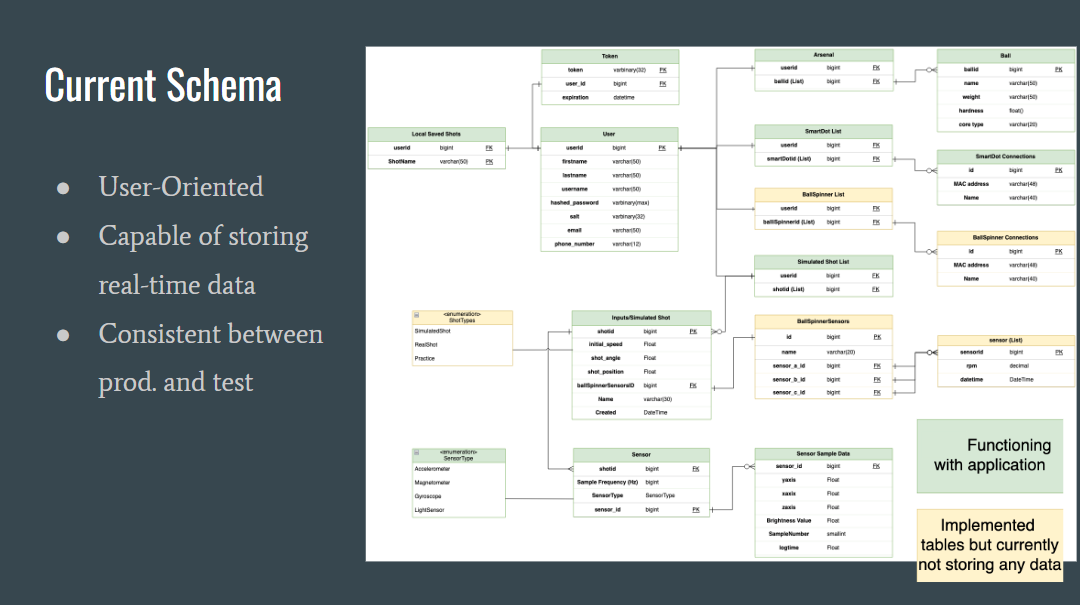 Current Schema
● User-Oriented
● Capable of storing
real-time data
● Consistent between
prod. and test
Token
token varbinary(32) PK
user_id bigint FK
expiration datetime
Local Saved Shots
userid bigint FK
ShotName varchar(50) PK
User
userid bigint PK
firstname varchar(50)
lastname varchar(50)
username varchar(50)
hashed_password varbinary(max)
salt varbinary(32)
email varchar(50)
phone_number varchar(12)
Arsenal
userid bigint FK
ballid (List) bigint FK
Ball
ballid bigint PK
name varchar(50)
weight varchar(50)
hardness float()
core type varchar(20)
SmartDot List
userid bigint FK
smartDotid (List) bigint FK
SmartDot Connections
id bigint PK
MAC address varchar(48)
Name varchar(40)
BallSpinner List
userid bigint FK
ballSpinnerid (List) bigint FK
BallSpinner Connections
id bigint PK
MAC address varchar(48)
Name varchar(40)
Simulated Shot List
userid bigint FK
shotid (List) bigint FK
<enumeration>
ShotTypes
SimulatedShot
RealShot
Practice
Inputs/Simulated Shot
shotid bigint PK
initial_speed Float
shot_angle Float
shot_position Float
ballSpinnerSensorsID bigint FK
Name varchar(30)
Created DateTime
BallSpinnerSensors
id bigint PK
name varchar(20)
sensor_a_id bigint FK
sensor_b_id bigint FK
sensor_c_id bigint FK
sensor (List)
sensorid bigint PK
rpm decimal
datetime DateTime
<enumeration>
SensorType
Accelerometer
Magnetometer
Gyroscope
LightSensor
Sensor
shotid bigint FK
Sample Frequency (Hz) bigint
SensorType SensorType
sensor_id bigint PK
Sensor Sample Data
sensor_id bigint FK
yaxis Float
xaxis Float
zaxis Float
Brightness Value Float
SampleNumber smallint
logtime Float
Functioning
with application
Implemented
tables but currently
not storing any data